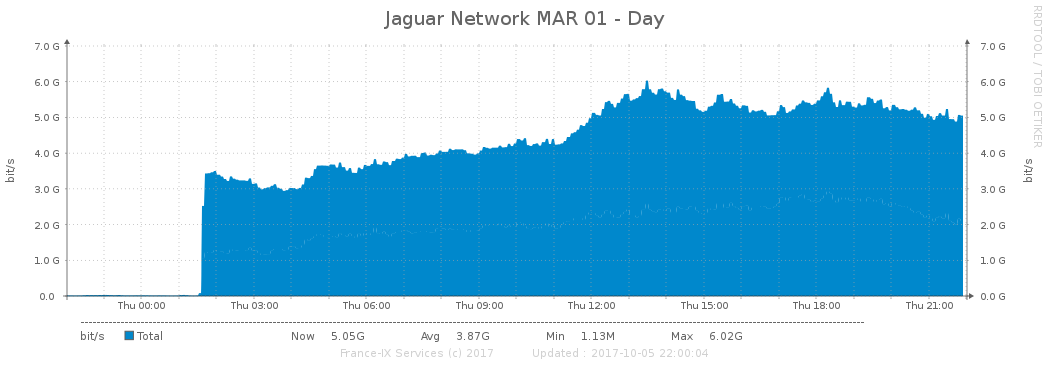 Jaguar Network MAR 01 - Day
RRDTOOL / TOBI OETIKER
bit/s
7.0 G 7.0 G
6.0 G 6.0 G
5.0 G 5.0 G
4.0 G 4.0 G
3.0 G 3.0 G
2.0 G 2.0 G
1.0 G 1.0 G
0.0 0.0 G
bit/s
Thu 00:00 Thu 03:00 Thu 06:00 Thu 09:00 Thu 12:00 Thu 15:00 Thu 18:00 Thu 21:00
bit/s Total Now 5.05G Avg 3.87G Min 1.13M Max 6.02G
France-IX Services (c) 2017 Updated : 2017-10-05 22:00:04